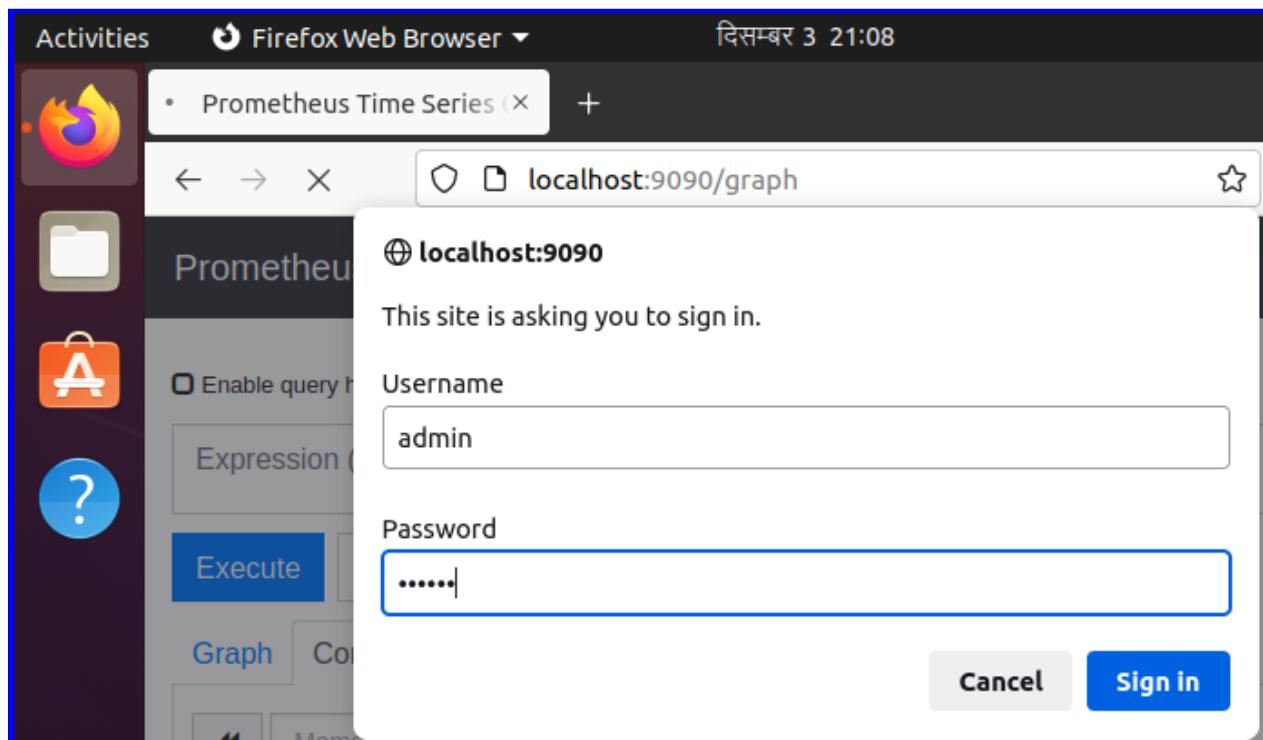 Activities Firefox Web Browser दिसम्बर 3 21:08
Prometheus Time Series
localhost:9090/graph
localhost:9090
This site is asking you to sign in.
Enable query
Username
admin
Expression
Password
Execute
Graph
Cancel Sign in